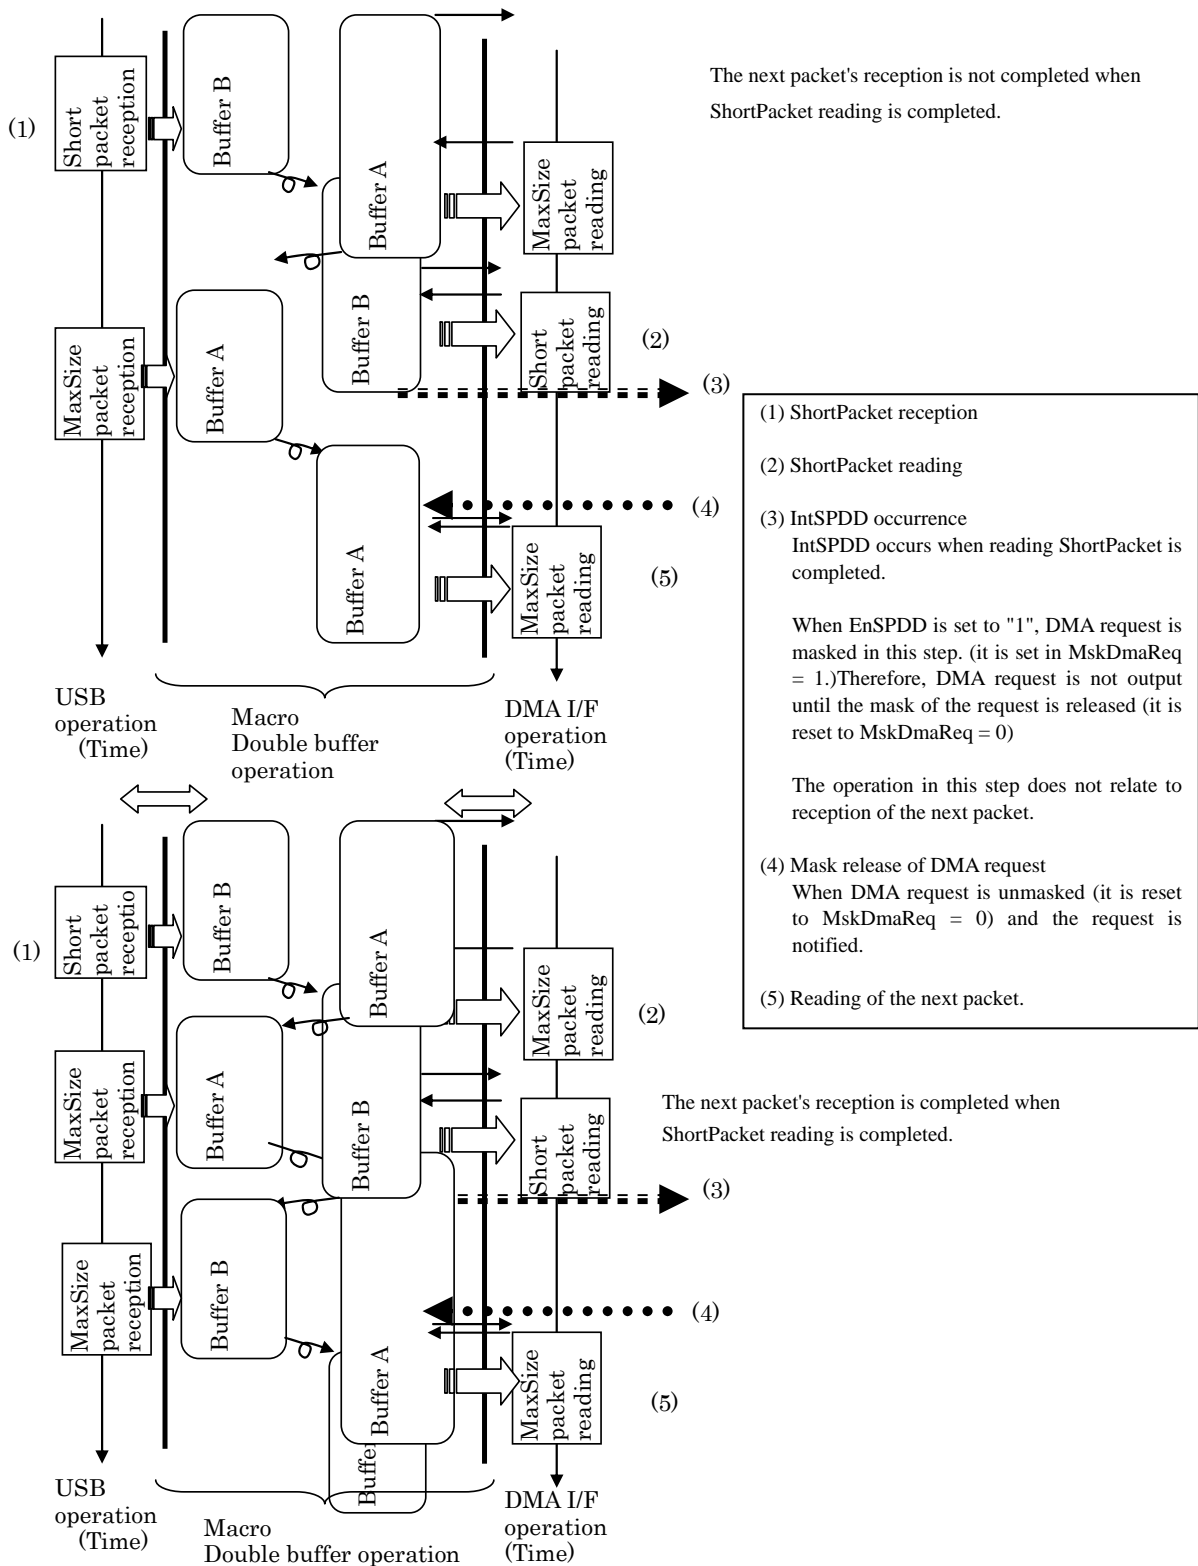 The next packet's reception is not completed when
ShortPacket reading is completed.
(1)
Short
packet
reception
Buffer B
Buffer A
MaxSize
packet
reading
Buffer B
MaxSize
packet
reception
Buffer A
Short
packet
reading
(2)
(3)
(4)
Buffer A
MaxSize
packet
reading
(5)
USB
operation
(Time)
Macro
Double buffer
operation
DMA I/F
operation
(Time)
(1) ShortPacket reception
(2) ShortPacket reading
(3) IntSPDD occurrence
IntSPDD occurs when reading ShortPacket is
completed.
When EnSPDD is set to "1", DMA request is
masked in this step. (it is set in MskDmaReq
= 1.)Therefore, DMA request is not output
until the mask of the request is released (it is
reset to MskDmaReq = 0)
The operation in this step does not relate to
reception of the next packet.
(4) Mask release of DMA request
When DMA request is unmasked (it is reset
to MskDmaReq = 0) and the request is
notified.
(5) Reading of the next packet.
(1)
Short
packet
receptio
Buffer B
Buffer A
MaxSize
packet
reading
(2)
MaxSize
packet
reception
Buffer A
Buffer B
Short
packet
reading
The next packet's reception is completed when
ShortPacket reading is completed.
(3)
MaxSize
packet
reception
Buffer B
(4)
Buffer A
MaxSize
packet
reading
(5)
Buffe
USB
operation
(Time)
Macro
Double buffer operation
DMA I/F
operation
(Time)